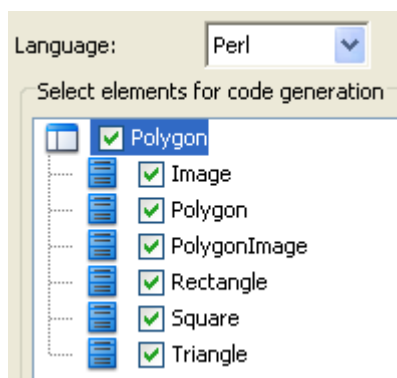 Language: Perl
Select elements for code generation
Polygon
Image
Polygon
PolygonImage
Rectangle
Square
Triangle